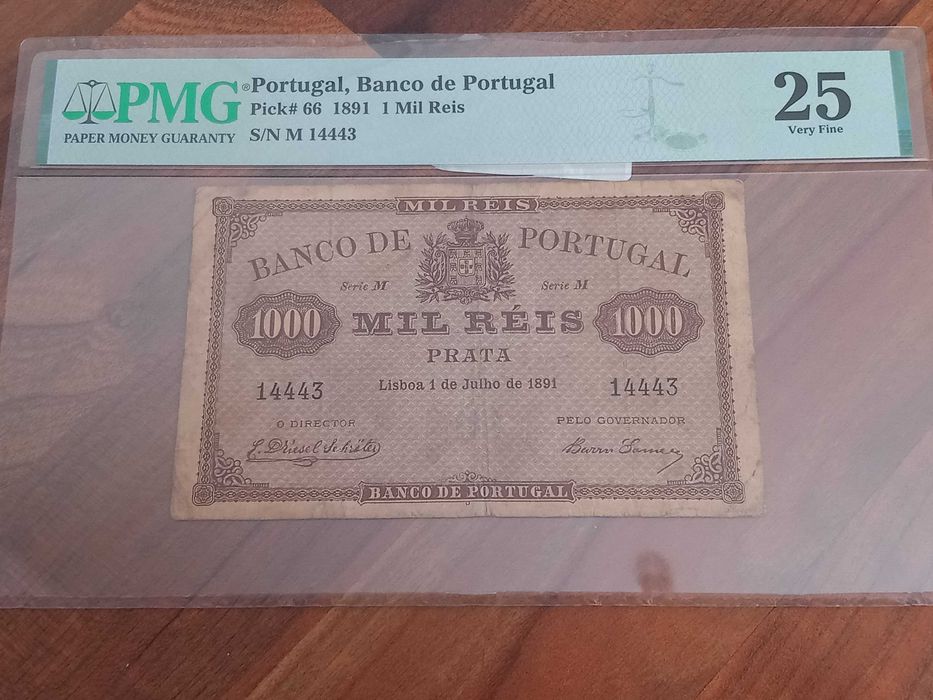 PMG® Portugal, Banco de Portugal
Pick# 66 1891 1 Mil Reis
PAPER MONEY GUARANTY S/N M 14443
25
Very Fine
MIL REIS
BANCO DE PORTUGAL
Serie M Serie M
1000 MIL RÉIS 1000
PRATA
14443 Lisboa 1 de Julho de 1891 14443
O DIRECTOR PELO GOVERNADOR
BANCO DE PORTUGAL